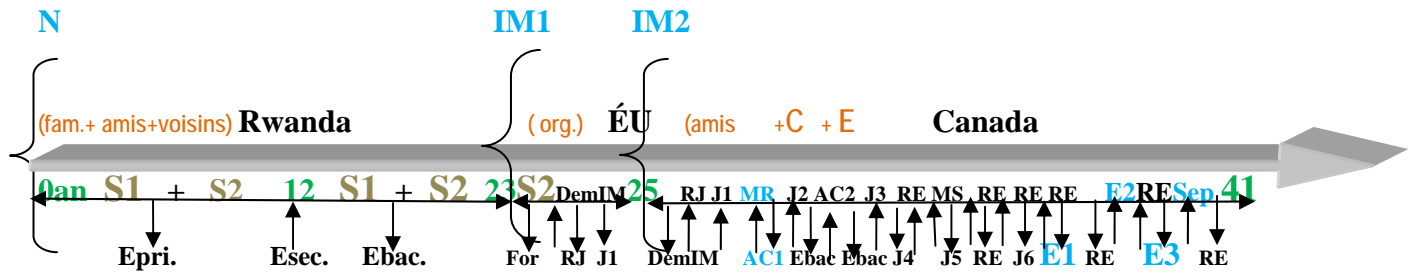 N IM1 IM2
(fam.+ amis+voisins) Rwanda ( org.) ÉU (amis +C + E Canada
0an S1 + S2 12 S1 + S2 23 S2 DemIM 25 RJ J1 MR J2 AC2 J3 RE MS RE RE RE E2 RE Sep. 41
Epri. Esec. Ebac. For RJ J1 DemIM AC1 Ebac Ebac J4 J5 RE J6 E1 RE E3 RE